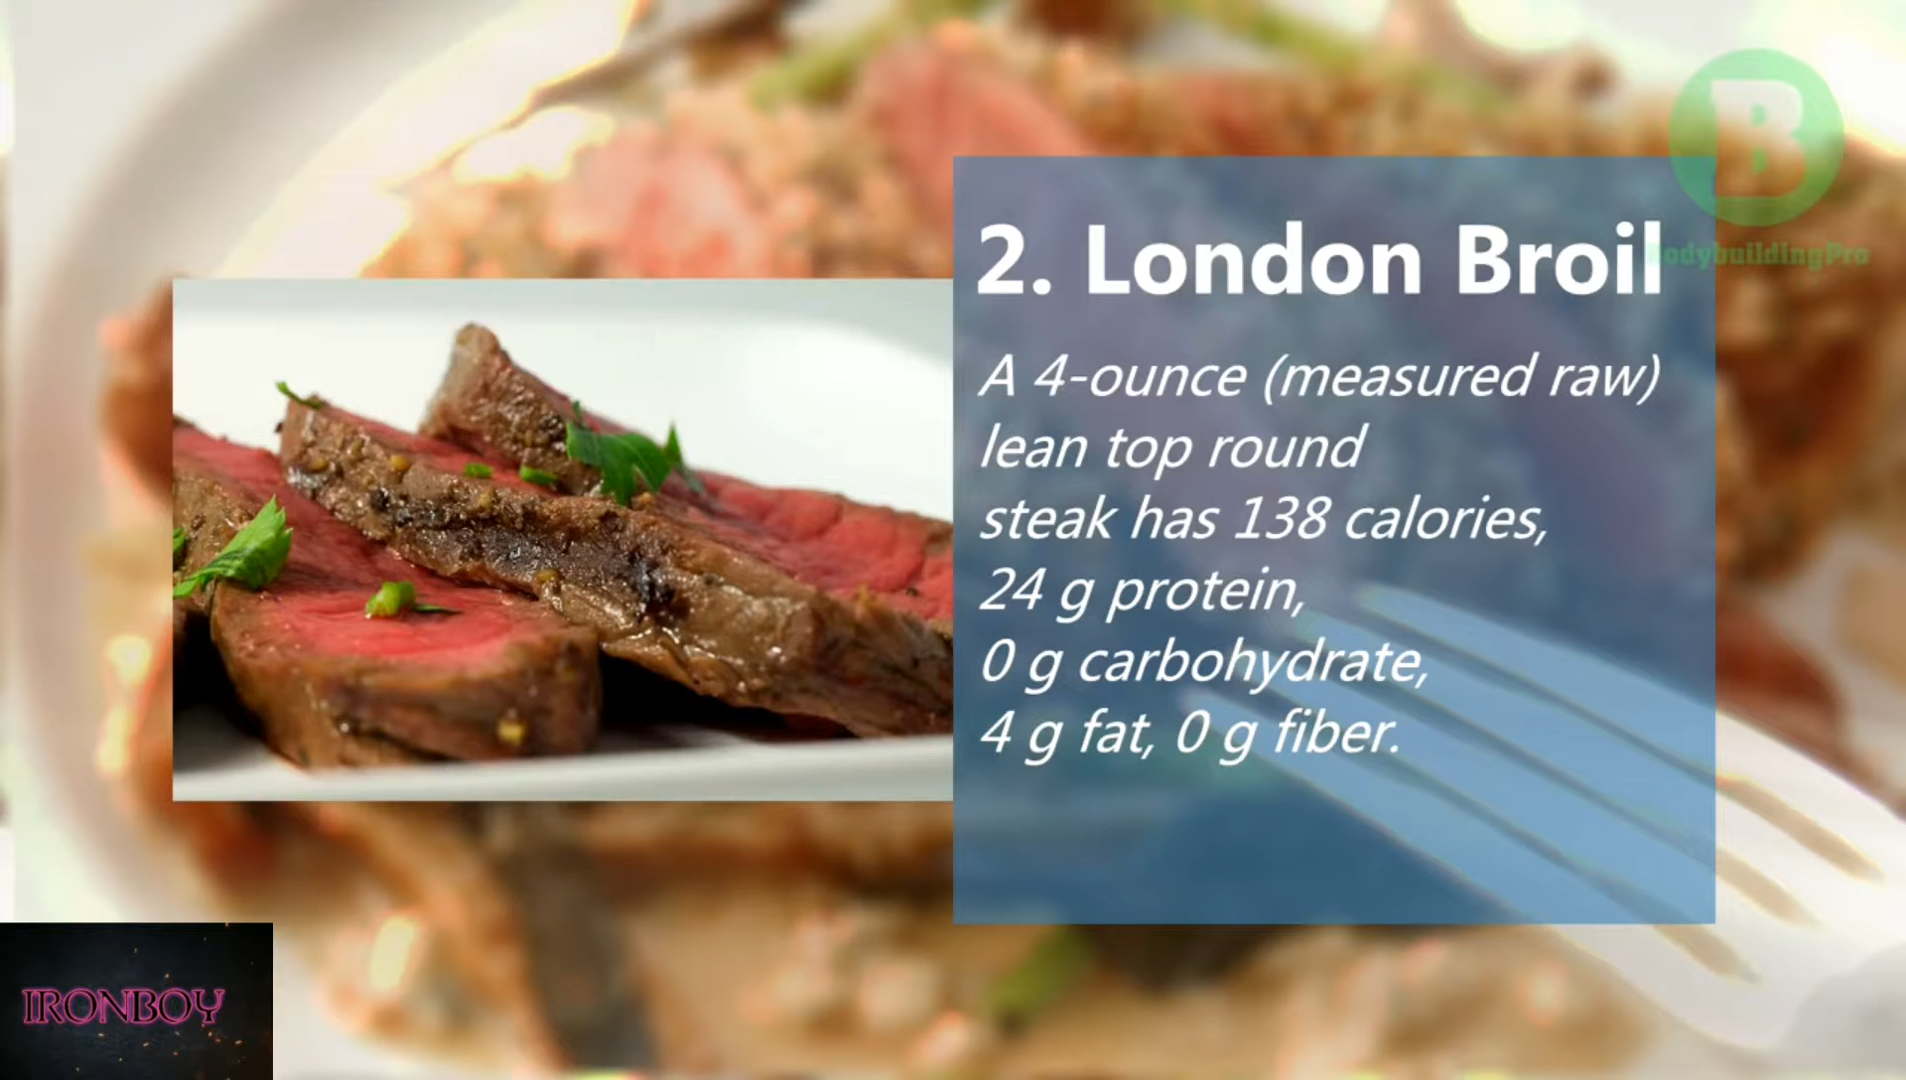 2. London Broil
A 4-ounce (measured raw)
lean top round
steak has 138 calories,
24 g protein,
0 g carbohydrate,
4 g fat, 0 g fiber.
B
BodybuildingPro
IRONBOY